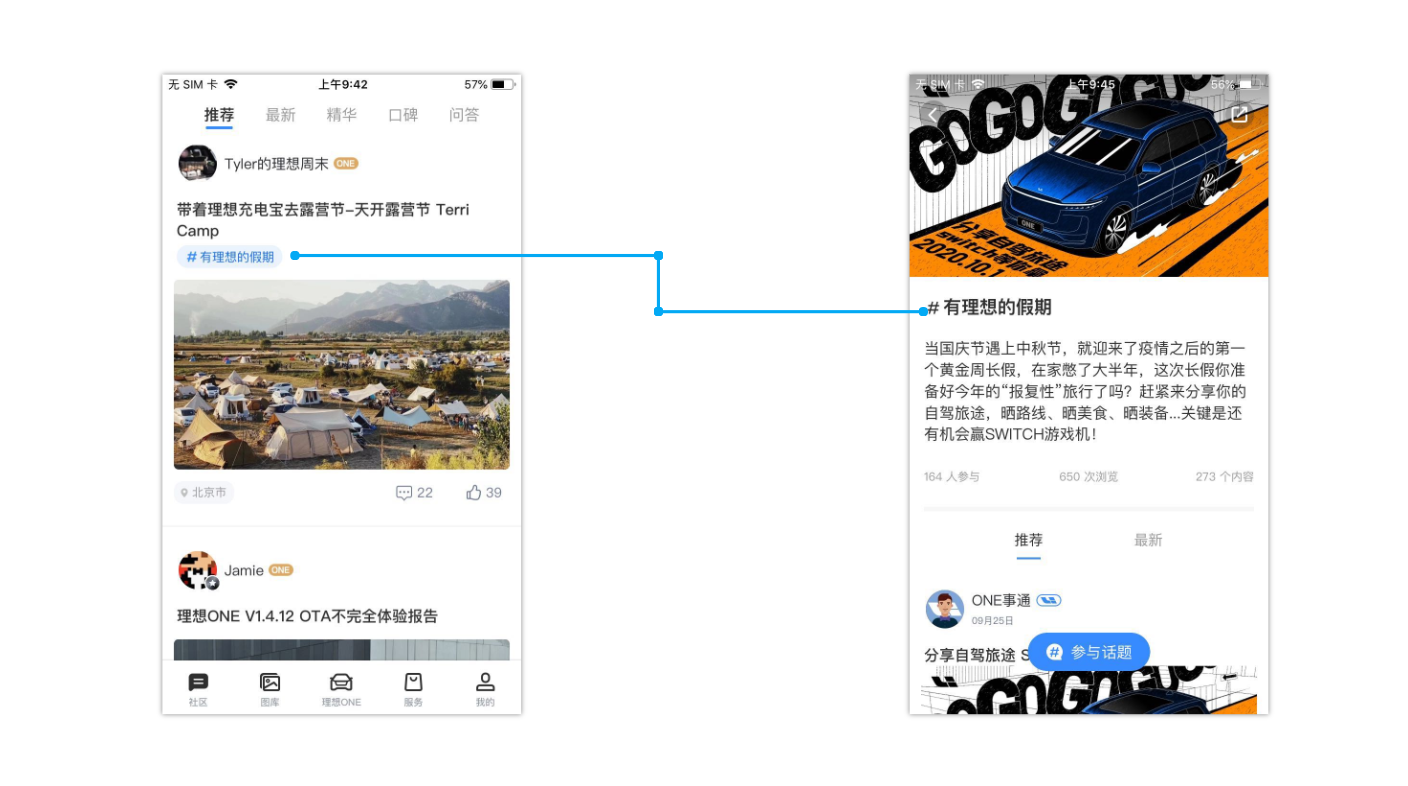 无 SIM 卡 上午9:42 57%
推荐 最新 精华 口碑 问答
Tyler的理想周末 ONE
带着理想充电宝去露营节–天开露营节 Terri
Camp
# 有理想的假期
北京市 22 39
Jamie ONE
理想ONE V1.4.12 OTA不完全体验报告
社区 图库 理想ONE 服务 我的
无 SIM 卡 上午9:45 56%
GOGOGO
ONE
分享自驾旅途
Switch等你赢
2020.10.1
# 有理想的假期
当国庆节遇上中秋节，就迎来了疫情之后的第一
个黄金周长假，在家憋了大半年，这次长假你准
备好今年的“报复性”旅行了吗？赶紧来分享你的
自驾旅途，晒路线、晒美食、晒装备...关键是还
有机会赢SWITCH游戏机！
164 人参与 650 次浏览 273 个内容
推荐 最新
ONE事通
09月25日
分享自驾旅途 S
# 参与话题
GOGOGO